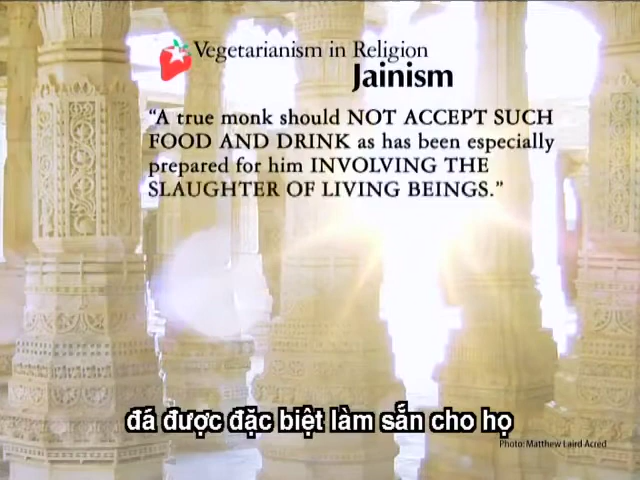 Vegetarianism in Religion
Jainism
“A true monk should NOT ACCEPT SUCH
FOOD AND DRINK as has been especially
prepared for him INVOLVING THE
SLAUGHTER OF LIVING BEINGS.”
đá được đặc biệt làm sẵn cho họ
Photo: Matthew Laird Acred